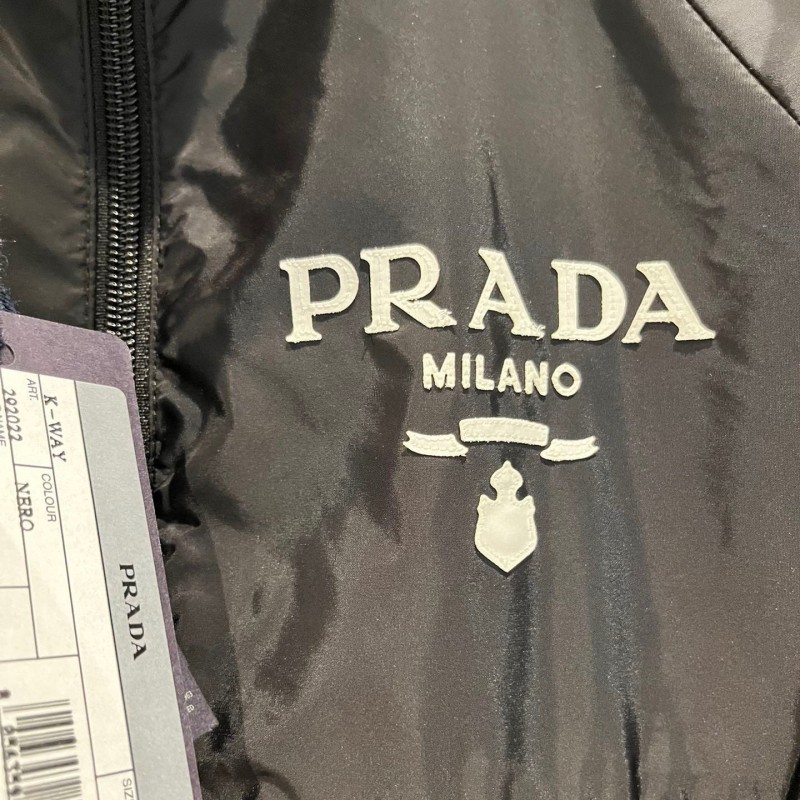 PRADA
MILANO
K-WAY
ART.
292022
COLOUR
NERO
PRADA